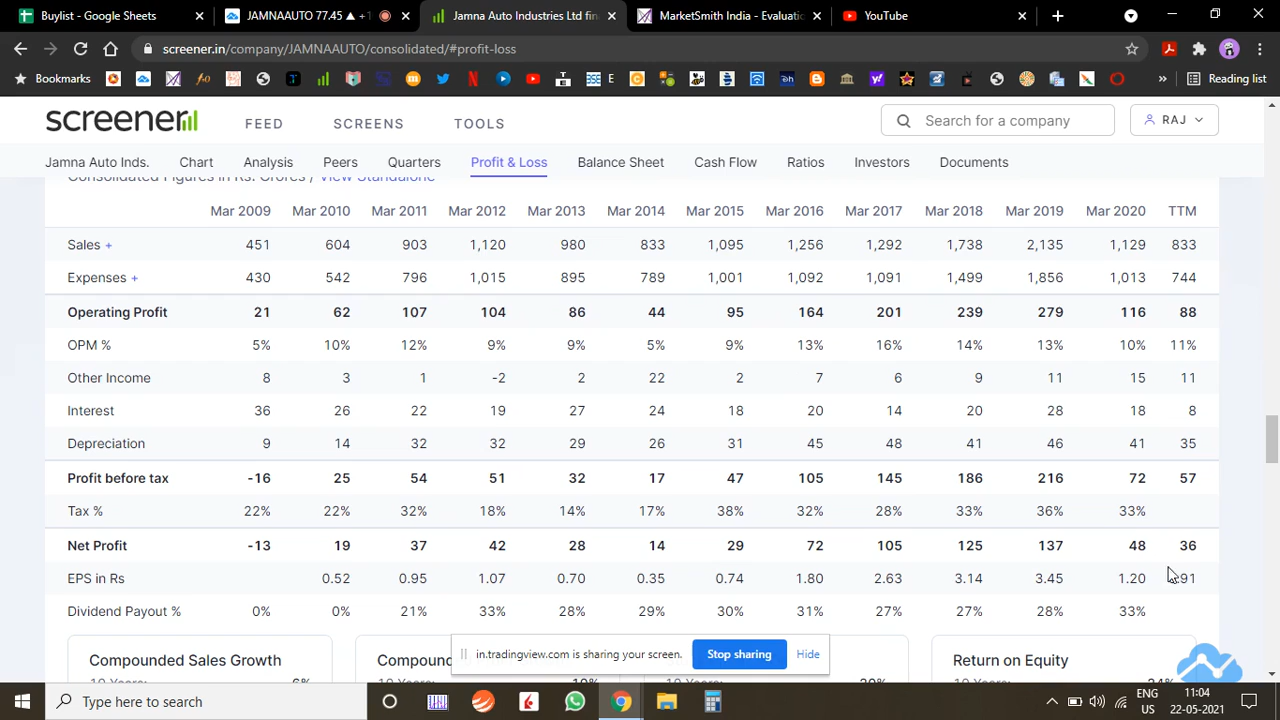 Buylist - Google Sheets
JAMNAAUTO 77.45 ▲ +1
Jamna Auto Industries Ltd fin
MarketSmith India - Evaluatio
YouTube
screener.in/company/JAMNAAUTO/consolidated/#profit-loss
Bookmarks
Reading list
screener FEED SCREENS TOOLS Search for a company RAJ
Jamna Auto Inds. Chart Analysis Peers Quarters Profit & Loss Balance Sheet Cash Flow Ratios Investors Documents
Consolidated Figures in Rs. Crores / View Standalone
Mar 2009 Mar 2010 Mar 2011 Mar 2012 Mar 2013 Mar 2014 Mar 2015 Mar 2016 Mar 2017 Mar 2018 Mar 2019 Mar 2020 TTM
Sales + 451 604 903 1,120 980 833 1,095 1,256 1,292 1,738 2,135 1,129 833
Expenses + 430 542 796 1,015 895 789 1,001 1,092 1,091 1,499 1,856 1,013 744
Operating Profit 21 62 107 104 86 44 95 164 201 239 279 116 88
OPM % 5% 10% 12% 9% 9% 5% 9% 13% 16% 14% 13% 10% 11%
Other Income 8 3 1 -2 2 22 2 7 6 9 11 15 11
Interest 36 26 22 19 27 24 18 20 14 20 28 18 8
Depreciation 9 14 32 32 29 26 31 45 48 41 46 41 35
Profit before tax -16 25 54 51 32 17 47 105 145 186 216 72 57
Tax % 22% 22% 32% 18% 14% 17% 38% 32% 28% 33% 36% 33%
Net Profit -13 19 37 42 28 14 29 72 105 125 137 48 36
EPS in Rs 0.52 0.95 1.07 0.70 0.35 0.74 1.80 2.63 3.14 3.45 1.20 .91
Dividend Payout % 0% 0% 21% 33% 28% 29% 30% 31% 27% 27% 28% 33%
in.tradingview.com is sharing your screen. Stop sharing Hide
Compounded Sales Growth Compoun Return on Equity
Type here to search
ENG
US
11:04
22-05-2021